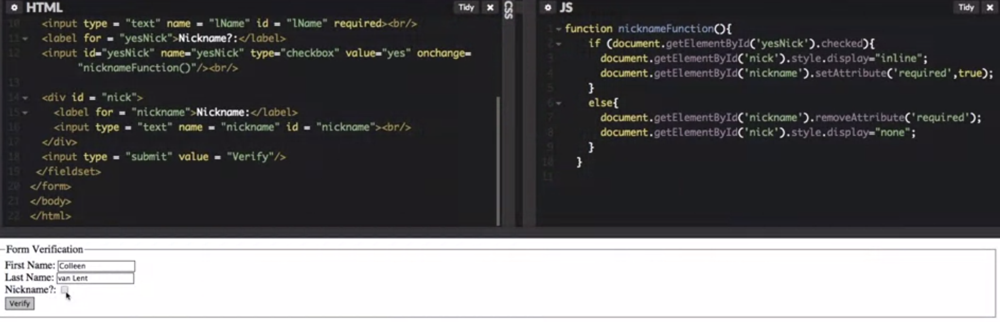 HTML
Tidy
10 <input type = "text" name = "lName" id = "lName" required><br/>
11 <label for = "yesNick">Nickname?:</label>
12 <input id="yesNick" name="yesNick" type="checkbox" value="yes" onchange=
"nicknameFunction()"/><br/>
13
14 <div id = "nick">
15 <label for = "nickname">Nickname:</label>
16 <input type = "text" name = "nickname" id = "nickname"><br/>
17 </div>
18 <input type = "submit" value = "Verify"/>
19 </fieldset>
20 </form>
21 </body>
22 </html>
CSS
JS
Tidy
1 function nicknameFunction(){
2 if (document.getElementById('yesNick').checked){
3 document.getElementById('nick').style.display="inline";
4 document.getElementById('nickname').setAttribute('required',true);
5 }
6 else{
7 document.getElementById('nickname').removeAttribute('required');
8 document.getElementById('nick').style.display="none";
9 }
10 }
11
Form Verification
First Name: Colleen
Last Name: van Lent
Nickname?:
Verify